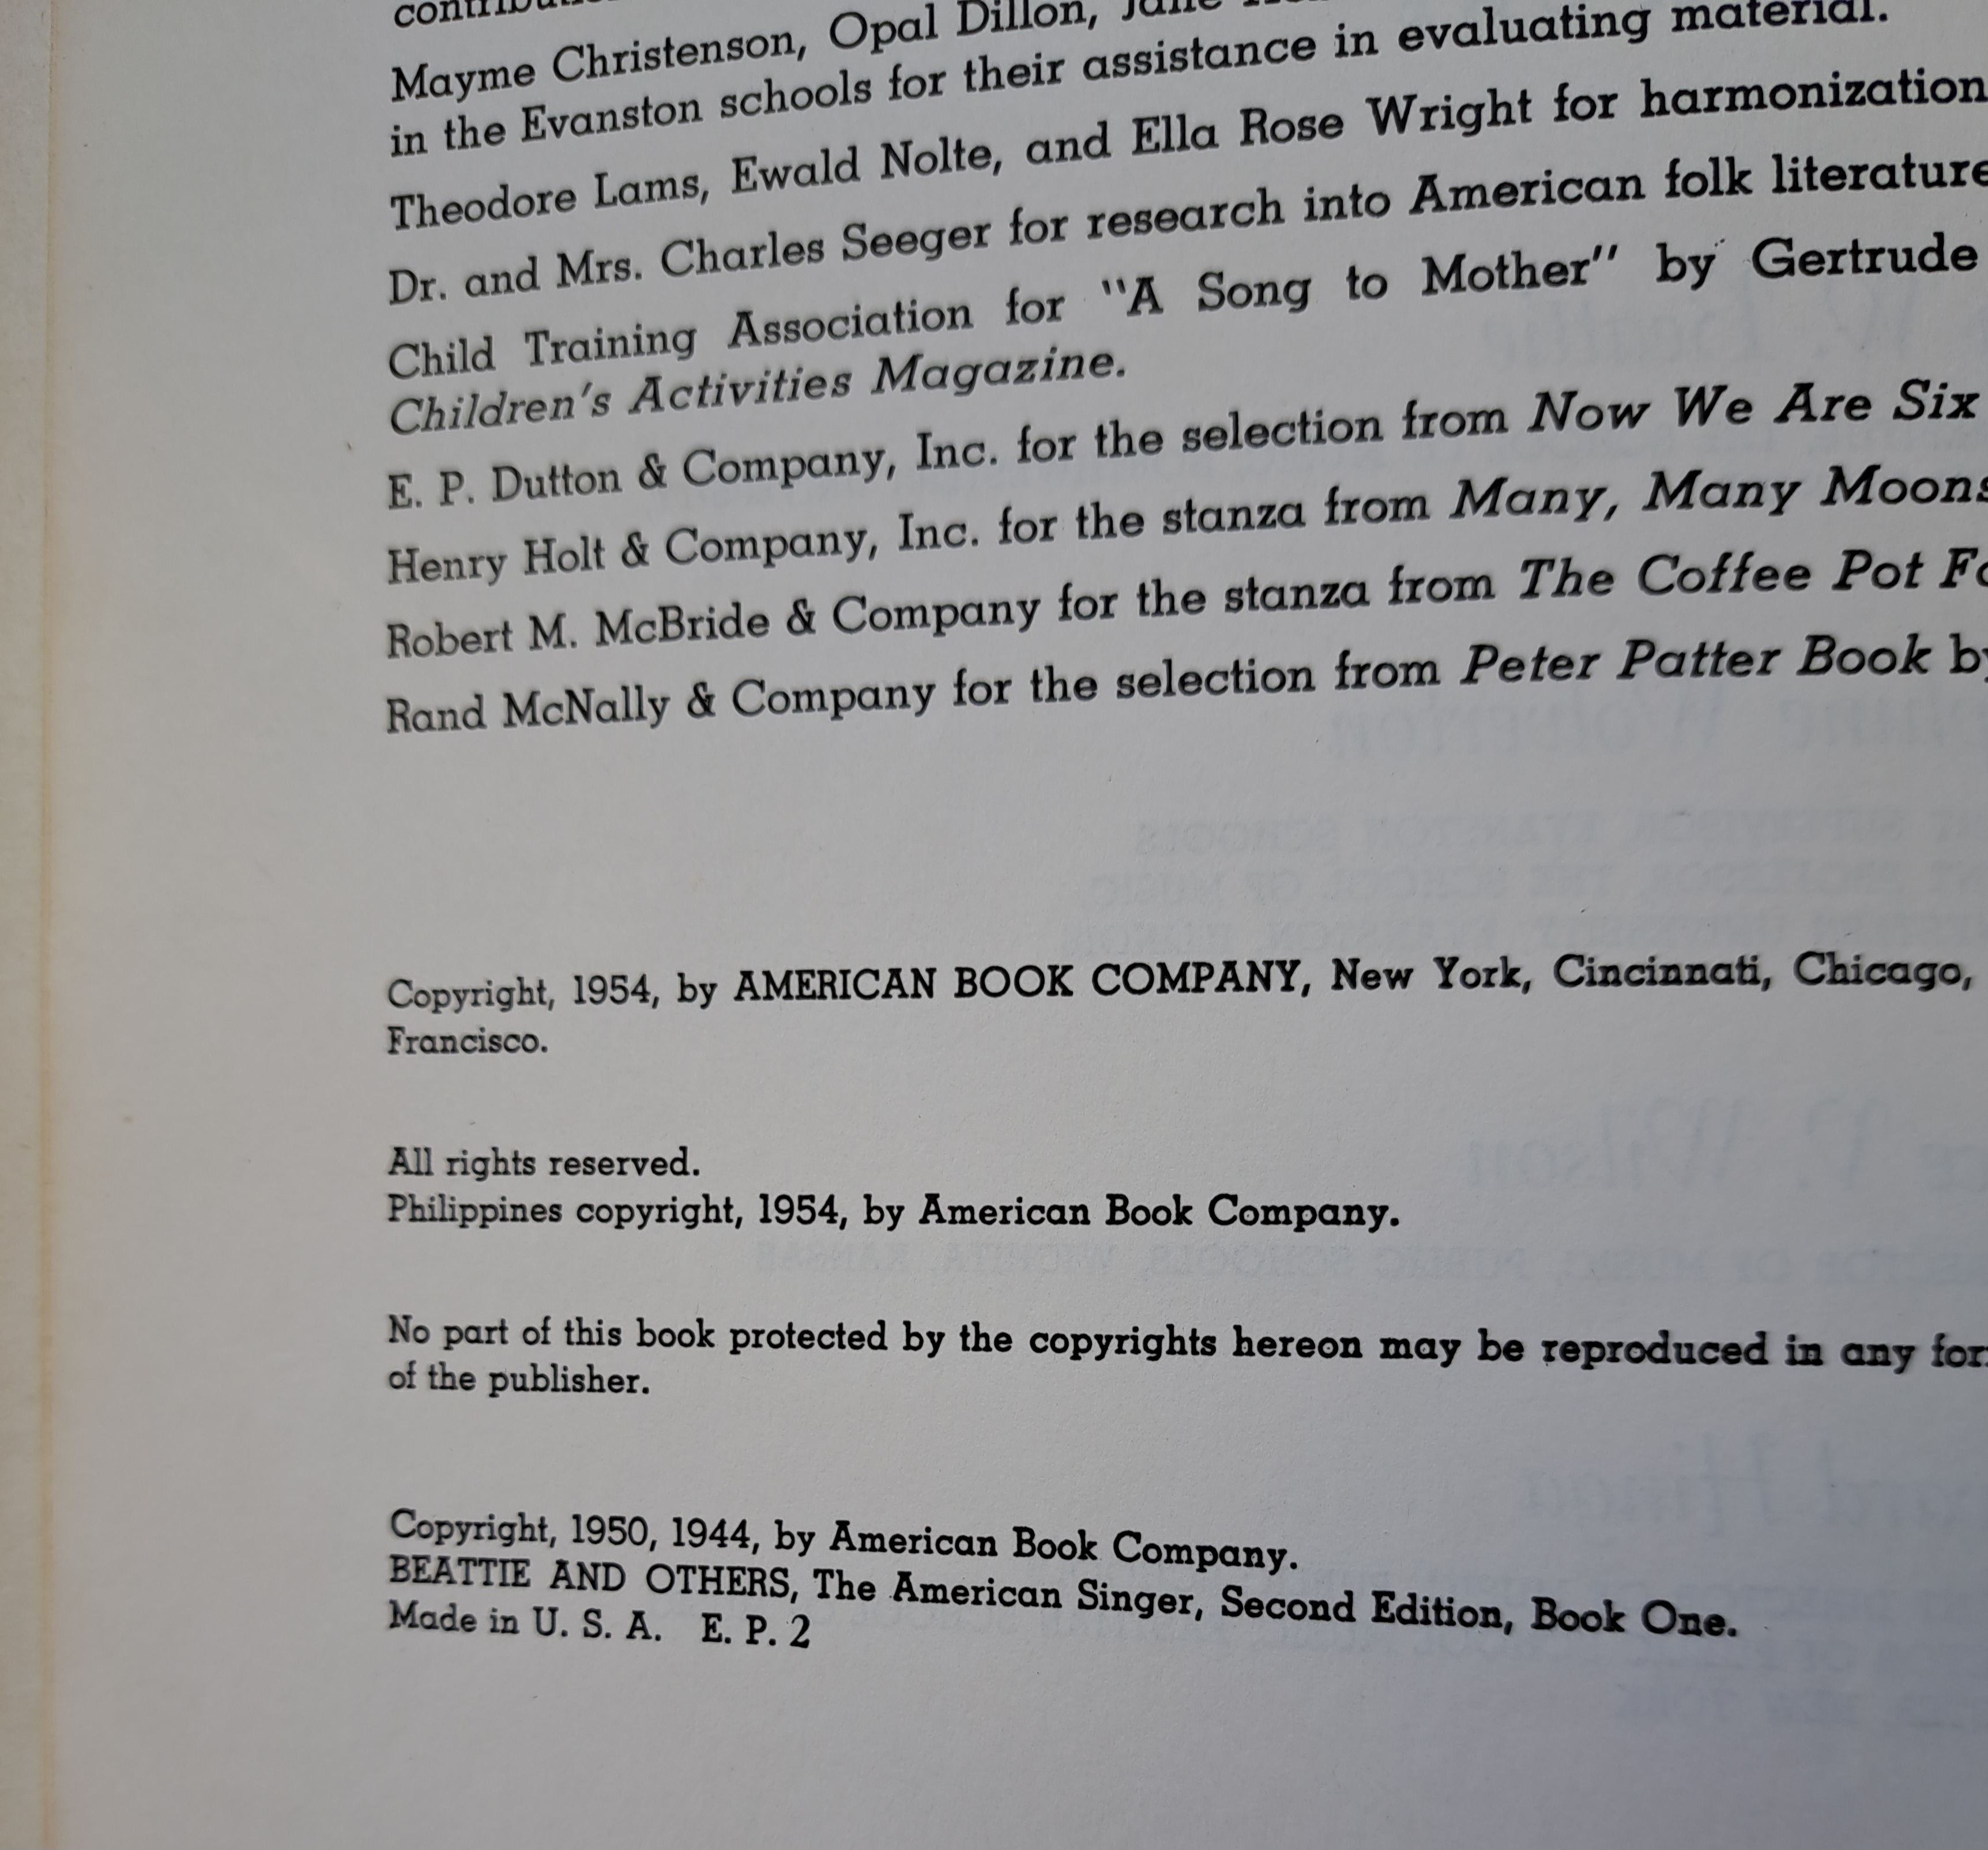 Mayme Christenson, Opal Dillon,
in the Evanston schools for their assistance in evaluating material.
Theodore Lams, Ewald Nolte, and Ella Rose Wright for harmonization
Dr. and Mrs. Charles Seeger for research into American folk literature
Child Training Association for "A Song to Mother" by Gertrude
Children's Activities Magazine.
E. P. Dutton & Company, Inc. for the selection from Now We Are Six
Henry Holt & Company, Inc. for the stanza from Many, Many Moons
Robert M. McBride & Company for the stanza from The Coffee Pot
Rand McNally & Company for the selection from Peter Patter Book by
Copyright, 1954, by AMERICAN BOOK COMPANY, New York, Cincinnati, Chicago,
Francisco.
All rights reserved.
Philippines copyright, 1954, by American Book Company.
No part of this book protected by the copyrights hereon may be reproduced in any
of the publisher.
Copyright, 1950, 1944, by American Book Company.
BEATTIE AND OTHERS, The American Singer, Second Edition, Book One.
Made in U. S. A. E. P. 2